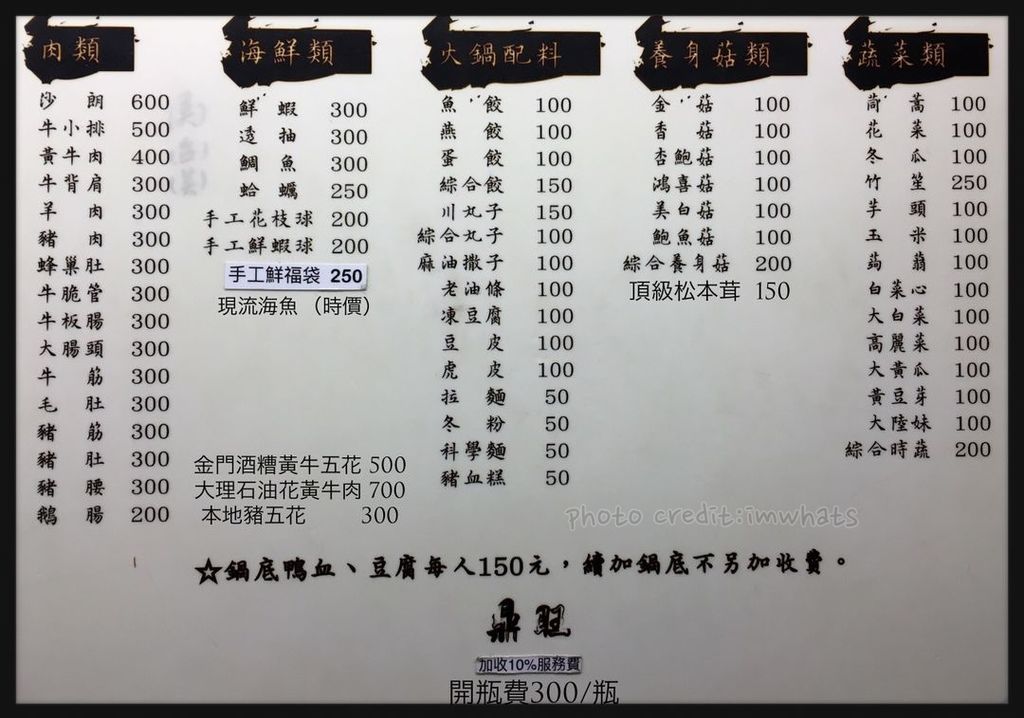 肉類
沙朗 600
牛小排 500
黃牛肉 400
牛背肩 300
羊肉 300
豬肉 300
蜂巢肚 300
牛脆管 300
牛板腸 300
大腸頭 300
牛筋 300
毛肚 300
豬筋 300
豬肚 300
豬腰 300
鵝腸 200
海鮮類
鮮蝦 300
透抽 300
鯛魚 300
蛤蠣 250
手工花枝球 200
手工鮮蝦球 200
手工鮮福袋 250
現流海魚（時價）
金門酒糟黃牛五花 500
大理石油花黃牛肉 700
本地豬五花 300
火鍋配料
魚餃 100
燕餃 100
蛋餃 100
綜合餃 150
川丸子 150
綜合丸子 100
麻油撒子 100
老油條 100
凍豆腐 100
豆皮 100
虎皮 100
拉麵 50
冬粉 50
科學麵 50
豬血糕 50
養身菇類
金菇 100
香菇 100
杏鮑菇 100
鴻喜菇 100
美白菇 100
鮑魚菇 100
綜合養身菇 200
頂級松本茸 150
蔬菜類
茼蒿 100
花菜 100
冬瓜 100
竹笙 250
芋頭 100
玉米 100
蒟蒻 100
白菜心 100
大白菜 100
高麗菜 100
大黃瓜 100
黃豆芽 100
大陸妹 100
綜合時蔬 200
photo credit:imwhats
☆鍋底鴨血、豆腐每人150元，續加鍋底不另加收費。
鼎旺
加收10%服務費
開瓶費300/瓶